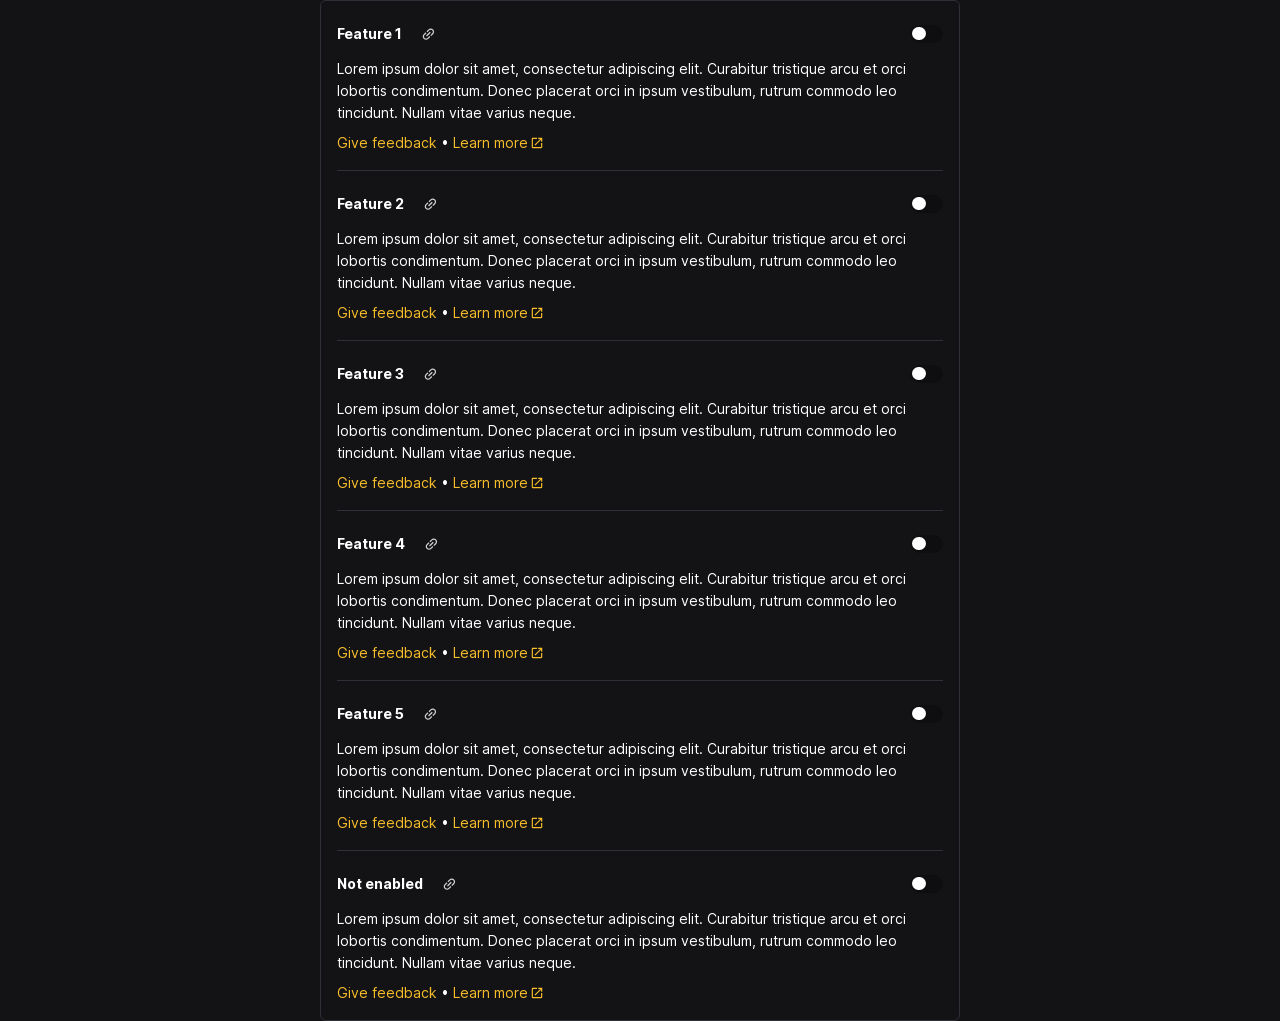 Feature 1
Lorem ipsum dolor sit amet, consectetur adipiscing elit. Curabitur tristique arcu et orci
lobortis condimentum. Donec placerat orci in ipsum vestibulum, rutrum commodo leo
tincidunt. Nullam vitae varius neque.
Give feedback • Learn more
Feature 2
Lorem ipsum dolor sit amet, consectetur adipiscing elit. Curabitur tristique arcu et orci
lobortis condimentum. Donec placerat orci in ipsum vestibulum, rutrum commodo leo
tincidunt. Nullam vitae varius neque.
Give feedback • Learn more
Feature 3
Lorem ipsum dolor sit amet, consectetur adipiscing elit. Curabitur tristique arcu et orci
lobortis condimentum. Donec placerat orci in ipsum vestibulum, rutrum commodo leo
tincidunt. Nullam vitae varius neque.
Give feedback • Learn more
Feature 4
Lorem ipsum dolor sit amet, consectetur adipiscing elit. Curabitur tristique arcu et orci
lobortis condimentum. Donec placerat orci in ipsum vestibulum, rutrum commodo leo
tincidunt. Nullam vitae varius neque.
Give feedback • Learn more
Feature 5
Lorem ipsum dolor sit amet, consectetur adipiscing elit. Curabitur tristique arcu et orci
lobortis condimentum. Donec placerat orci in ipsum vestibulum, rutrum commodo leo
tincidunt. Nullam vitae varius neque.
Give feedback • Learn more
Not enabled
Lorem ipsum dolor sit amet, consectetur adipiscing elit. Curabitur tristique arcu et orci
lobortis condimentum. Donec placerat orci in ipsum vestibulum, rutrum commodo leo
tincidunt. Nullam vitae varius neque.
Give feedback • Learn more